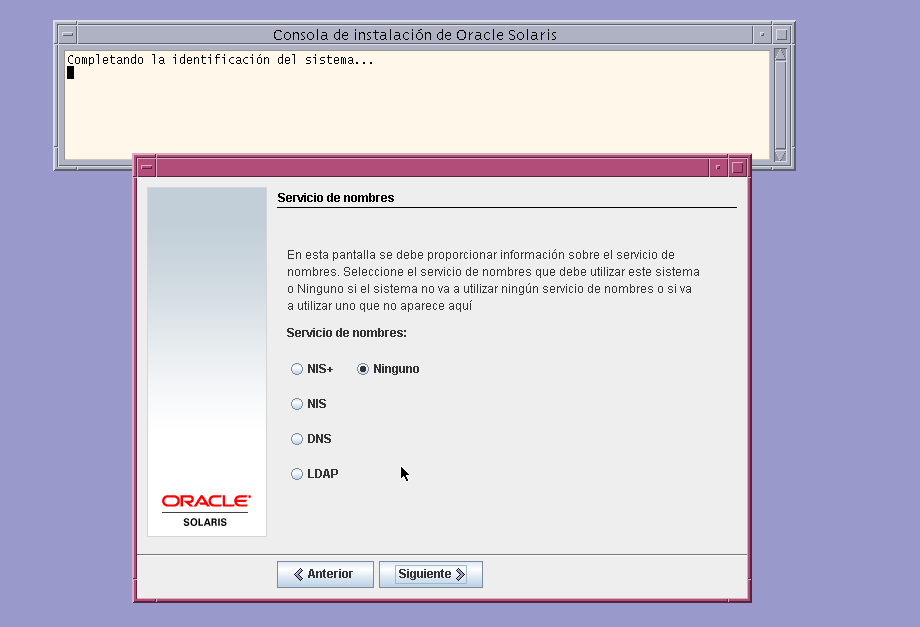 Consola de instalación de Oracle Solaris
Completando la identificación del sistema...
Servicio de nombres
En esta pantalla se debe proporcionar información sobre el servicio de
nombres. Seleccione el servicio de nombres que debe utilizar este sistema
o Ninguno si el sistema no va a utilizar ningún servicio de nombres o si va
a utilizar uno que no aparece aquí
Servicio de nombres:
NIS+ Ninguno
NIS
DNS
LDAP
ORACLE
SOLARIS
Anterior Siguiente